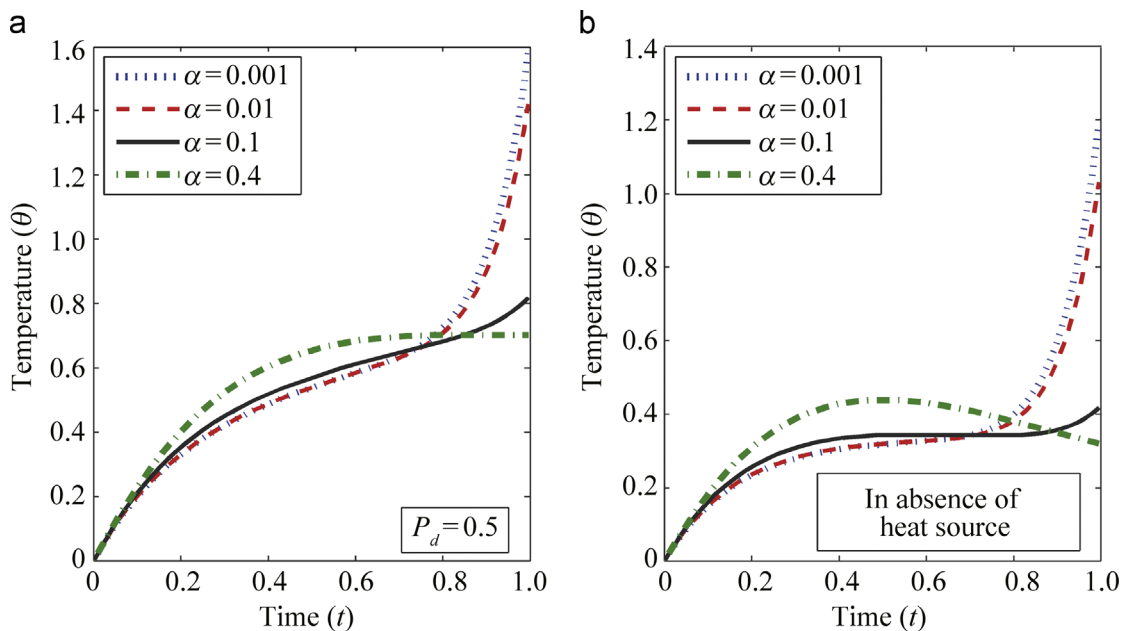 a
1.6
1.4
1.2
1.0
0.8
0.6
0.4
0.2
0
Temperature (θ)
α=0.001
α=0.01
α=0.1
α=0.4
P_d=0.5
0 0.2 0.4 0.6 0.8 1.0
Time (t)
b
1.4
1.2
1.0
0.8
0.6
0.4
0.2
0
Temperature (θ)
α=0.001
α=0.01
α=0.1
α=0.4
In absence of
heat source
0 0.2 0.4 0.6 0.8 1.0
Time (t)